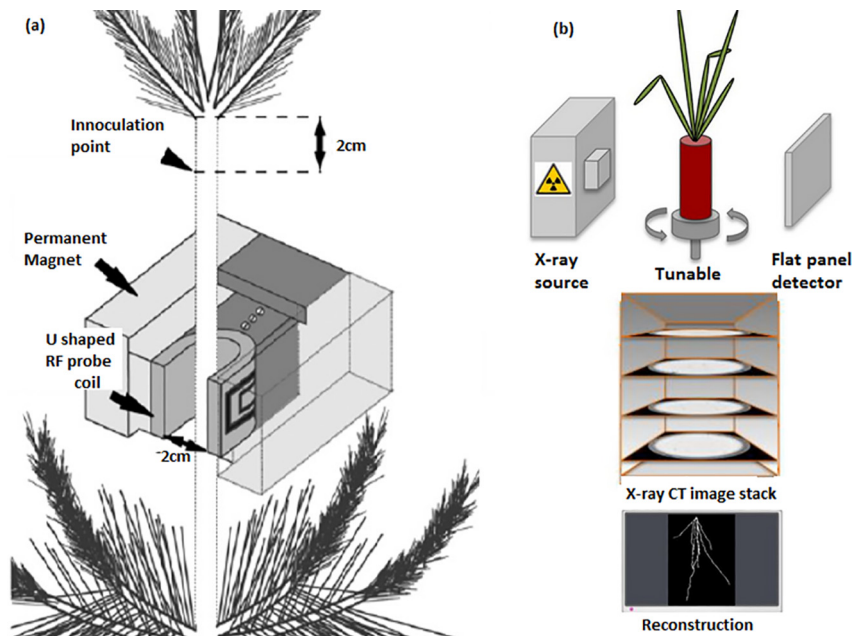 (a)
Innoculation
point
2cm
Permanent
Magnet
U shaped
RF probe
coil
~2cm
(b)
X-ray
source
Tunable
Flat panel
detector
X-ray CT image stack
Reconstruction